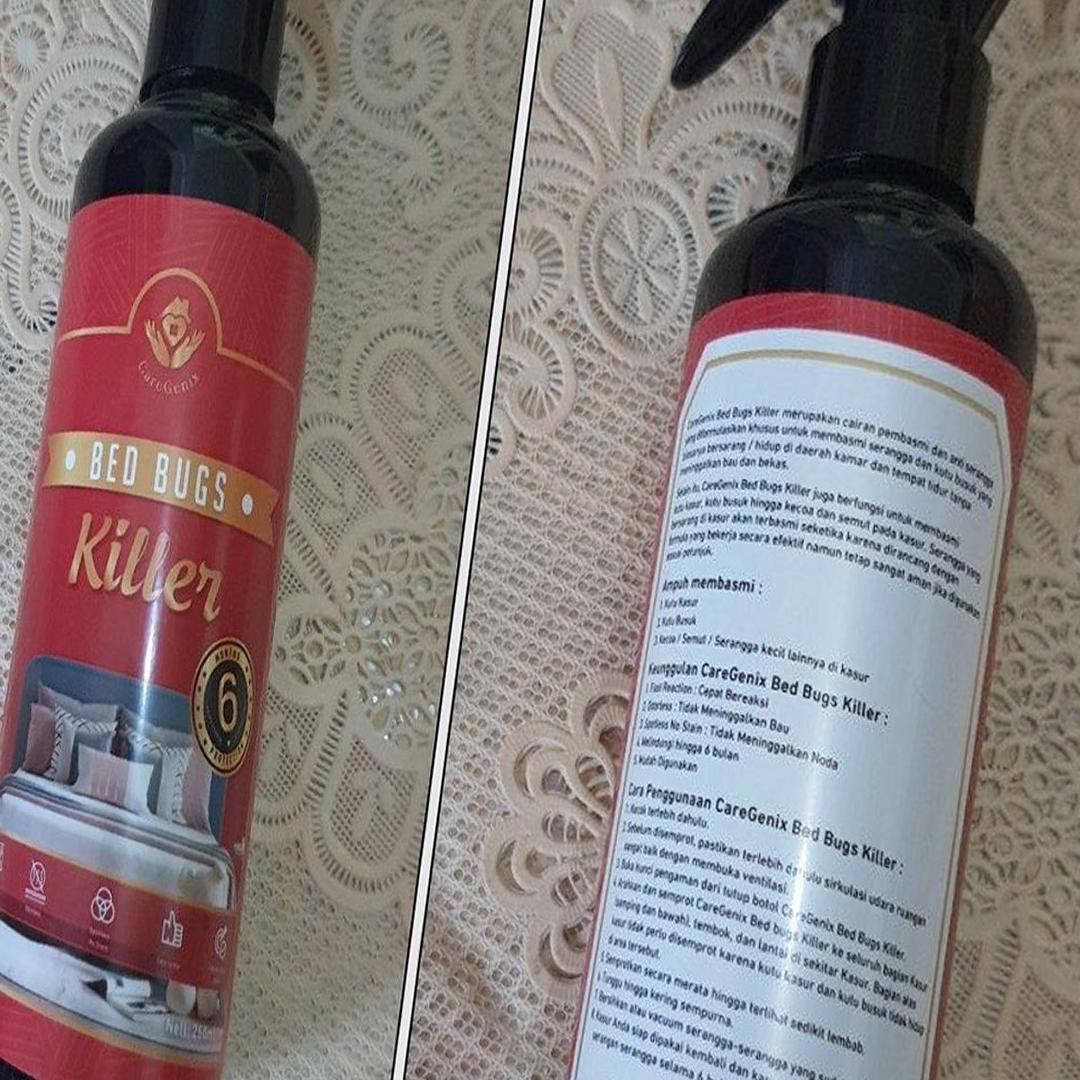 CareGenix
BED BUGS
Killer
6
Nett: 250
CareGenix Bed Bugs Killer merupakan cairan pembasmi dan anti serangga
yang diformulasikan khusus untuk membasmi serangga dan kutu busuk yang
biasanya bersarang / hidup di daerah kamar dan tempat tidur tanpa
meninggalkan bau dan bekas.
Selain itu, CareGenix Bed Bugs Killer juga berfungsi untuk membasmi
kutu kasur, kutu busuk hingga kecoa dan semut pada kasur. Serangga yang
bersarang di kasur akan terbasmi seketika karena dirancang dengan
formula yang bekerja secara efektif namun tetap sangat aman jika digunakan
sesuai petunjuk.
Ampuh membasmi :
1. Kutu Kasur
2. Kutu Busuk
3. Kecoa / Semut / Serangga kecil lainnya di kasur
Keunggulan CareGenix Bed Bugs Killer :
1. Fast Reaction : Cepat Bereaksi
2. Odorless : Tidak Meninggalkan Bau
3. Spotless No Stain : Tidak Meninggalkan Noda
4. Melindungi hingga 6 bulan
5. Mudah Digunakan
Cara Penggunaan CareGenix Bed Bugs Killer :
1. Kocok terlebih dahulu.
2. Sebelum disemprot, pastikan terlebih dahulu sirkulasi udara ruangan
sangat baik dengan membuka ventilasi.
3. Buka kunci pengaman dari tutup botol CareGenix Bed Bugs Killer.
4. Arahkan dan semprot CareGenix Bed bugs Killer ke seluruh bagian Kasur
(samping dan bawah), tembok, dan lantai di sekitar Kasur. Bagian atas
kasur tidak perlu disemprot karena kutu kasur dan kutu busuk tidak hidup
di area tersebut.
5. Semprotkan secara merata hingga terlihat sedikit lembab.
6. Tunggu hingga kering sempurna.
7. Bersihkan atau vacuum serangga-serangga yang
8. Kasur Anda siap dipakai kembali dan
serangan serangga selama 6